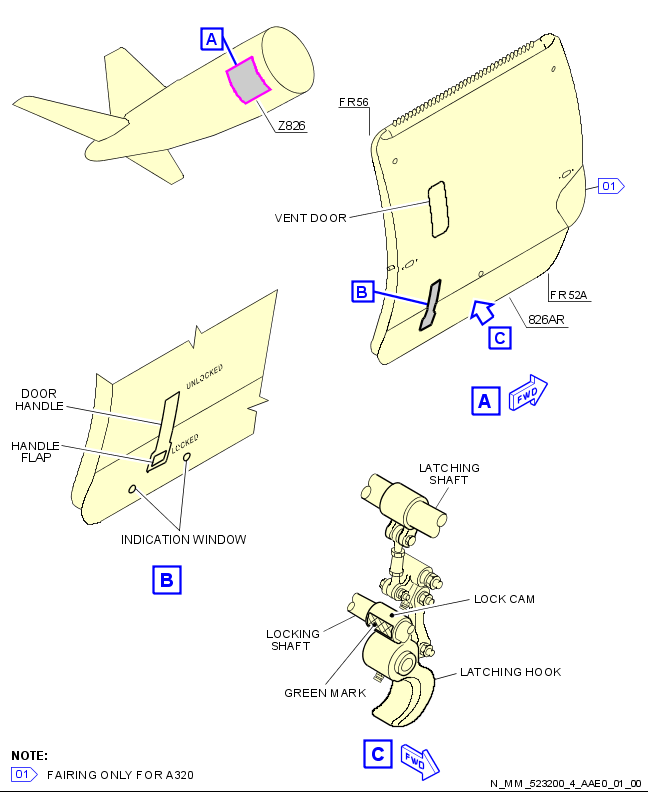 A
Z826
FR56
01
VENT DOOR
B
FR52A
826AR
C
A
FWD
UNLOCKED
DOOR
HANDLE
LOCKED
HANDLE
FLAP
INDICATION WINDOW
B
LATCHING
SHAFT
LOCK CAM
LOCKING
SHAFT
LATCHING HOOK
GREEN MARK
C
FWD
NOTE:
01 FAIRING ONLY FOR A320
N_MM_523200_4_AAE0_01_00